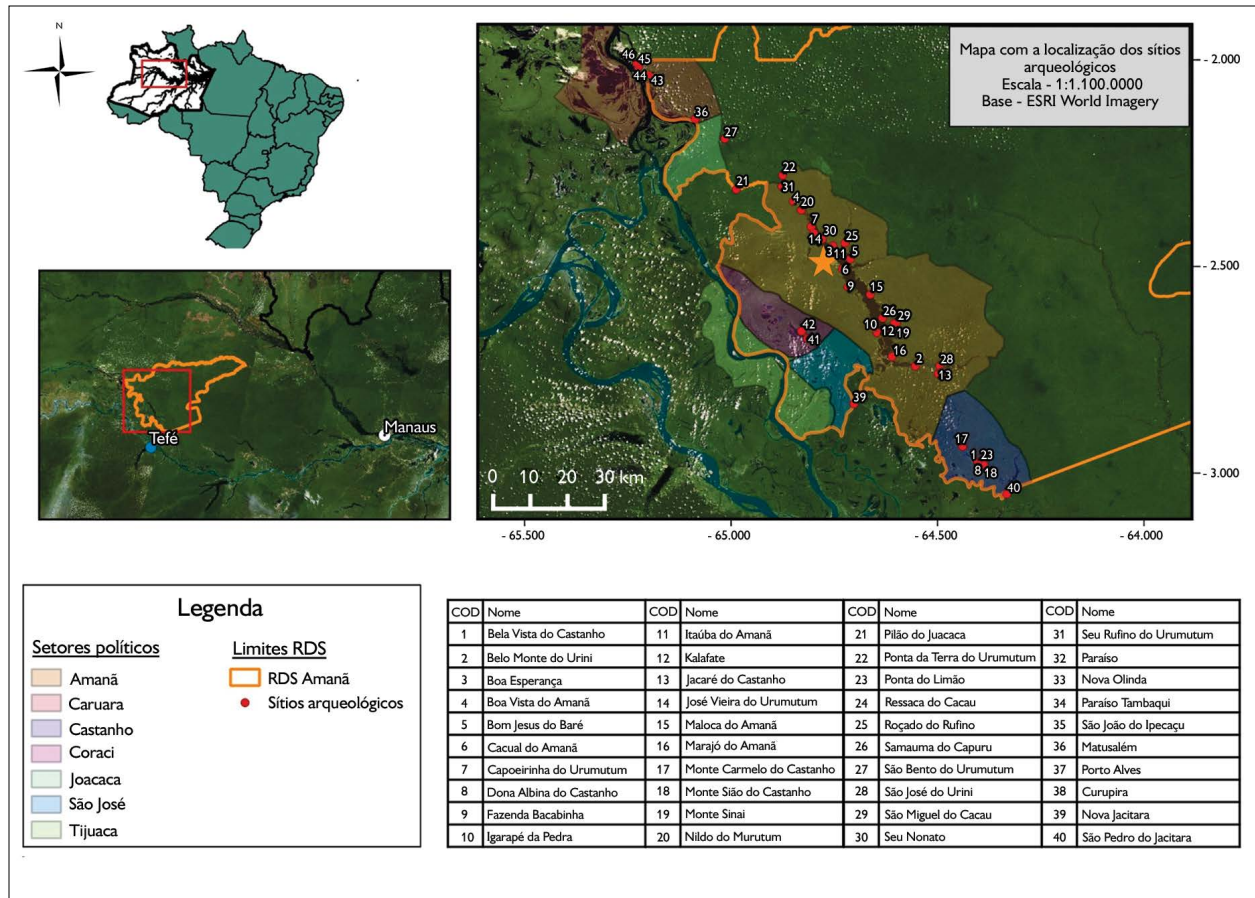 N
Mapa com a localização dos sítios
arqueológicos
Escala - 1:1.100.0000
Base - ESRI World Imagery
- 2.000
- 2.500
- 3.000
46 45
44 43
36
27
22
21
31
4
20
7
30
14
25
3 11 5
6
9
15
26 29
10
12 19
42
41
16
2 28
13
39
17
1 23
8 18
40
0 10 20 30 km
- 65.500 - 65.000 - 64.500 - 64.000
Tefé
Manaus
Legenda
Setores políticos
Amanã
Caruara
Castanho
Coraci
Joacaca
São José
Tijuaca
Limites RDS
RDS Amanã
Sítios arqueológicos
COD Nome COD Nome COD Nome COD Nome
1 Bela Vista do Castanho 11 Itaúba do Amanã 21 Pilão do Juacaca 31 Seu Rufino do Urumutum
2 Belo Monte do Urini 12 Kalafate 22 Ponta da Terra do Urumutum 32 Paraíso
3 Boa Esperança 13 Jacaré do Castanho 23 Ponta do Limão 33 Nova Olinda
4 Boa Vista do Amanã 14 José Vieira do Urumutum 24 Ressaca do Cacau 34 Paraíso Tambaqui
5 Bom Jesus do Baré 15 Maloca do Amanã 25 Roçado do Rufino 35 São João do Ipecaçu
6 Cacual do Amanã 16 Marajó do Amanã 26 Samauma do Capuru 36 Matusalém
7 Capoeirinha do Urumutum 17 Monte Carmelo do Castanho 27 São Bento do Urumutum 37 Porto Alves
8 Dona Albina do Castanho 18 Monte Sião do Castanho 28 São José do Urini 38 Curupira
9 Fazenda Bacabinha 19 Monte Sinai 29 São Miguel do Cacau 39 Nova Jacitara
10 Igarapé da Pedra 20 Nildo do Murutum 30 Seu Nonato 40 São Pedro do Jacitara